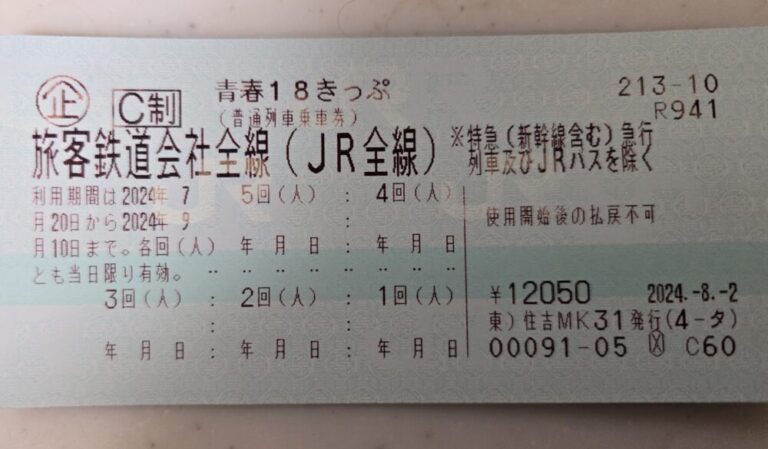 企 C制 青春18きっぷ 213-10
(普通列車乗車券) R941
旅客鉄道会社全線(JR全線) ※特急(新幹線含む)急行
列車及びJRバスを除く
利用期間は2024年 7
月20日から2024年 9
月10日まで。各回(人)
とも当日限り有効。
5回(人) : 4回(人)
:
年 月 日 : 年 月 日
‥ ‥ ‥ ‥ ‥ ‥ ‥ ‥
3回(人) : 2回(人) : 1回(人)
: :
年 月 日 : 年 月 日 : 年 月 日
使用開始後の払戻不可
¥12050 2024.-8.-2
東)住吉MK31発行(4-タ)
00091-05 X C60